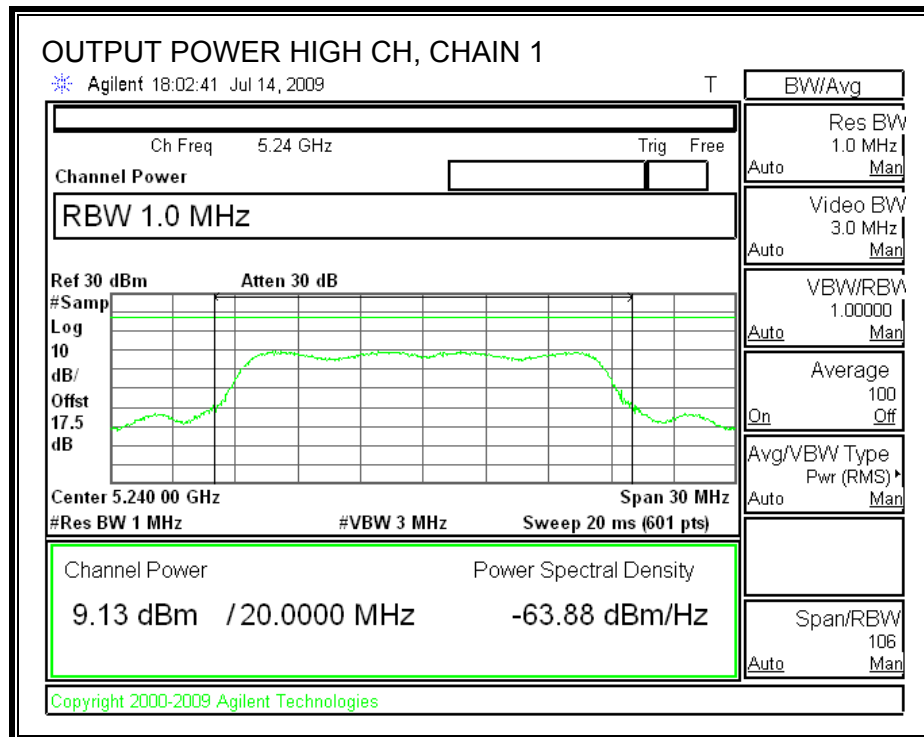 OUTPUT POWER HIGH CH, CHAIN 1
Agilent 18:02:41 Jul 14, 2009 T
Ch Freq 5.24 GHz Trig Free
Channel Power
RBW 1.0 MHz
Ref 30 dBm Atten 30 dB
#Samp
Log
10
dB/
Offst
17.5
dB
Center 5.240 00 GHz Span 30 MHz
#Res BW 1 MHz #VBW 3 MHz Sweep 20 ms (601 pts)
Channel Power Power Spectral Density
9.13 dBm / 20.0000 MHz -63.88 dBm/Hz
Copyright 2000-2009 Agilent Technologies
BW/Avg
Res BW
1.0 MHz
Auto Man
Video BW
3.0 MHz
Auto Man
VBW/RBW
1.00000
Auto Man
Average
100
On Off
Avg/VBW Type
Pwr (RMS)
Auto Man
Span/RBW
106
Auto Man